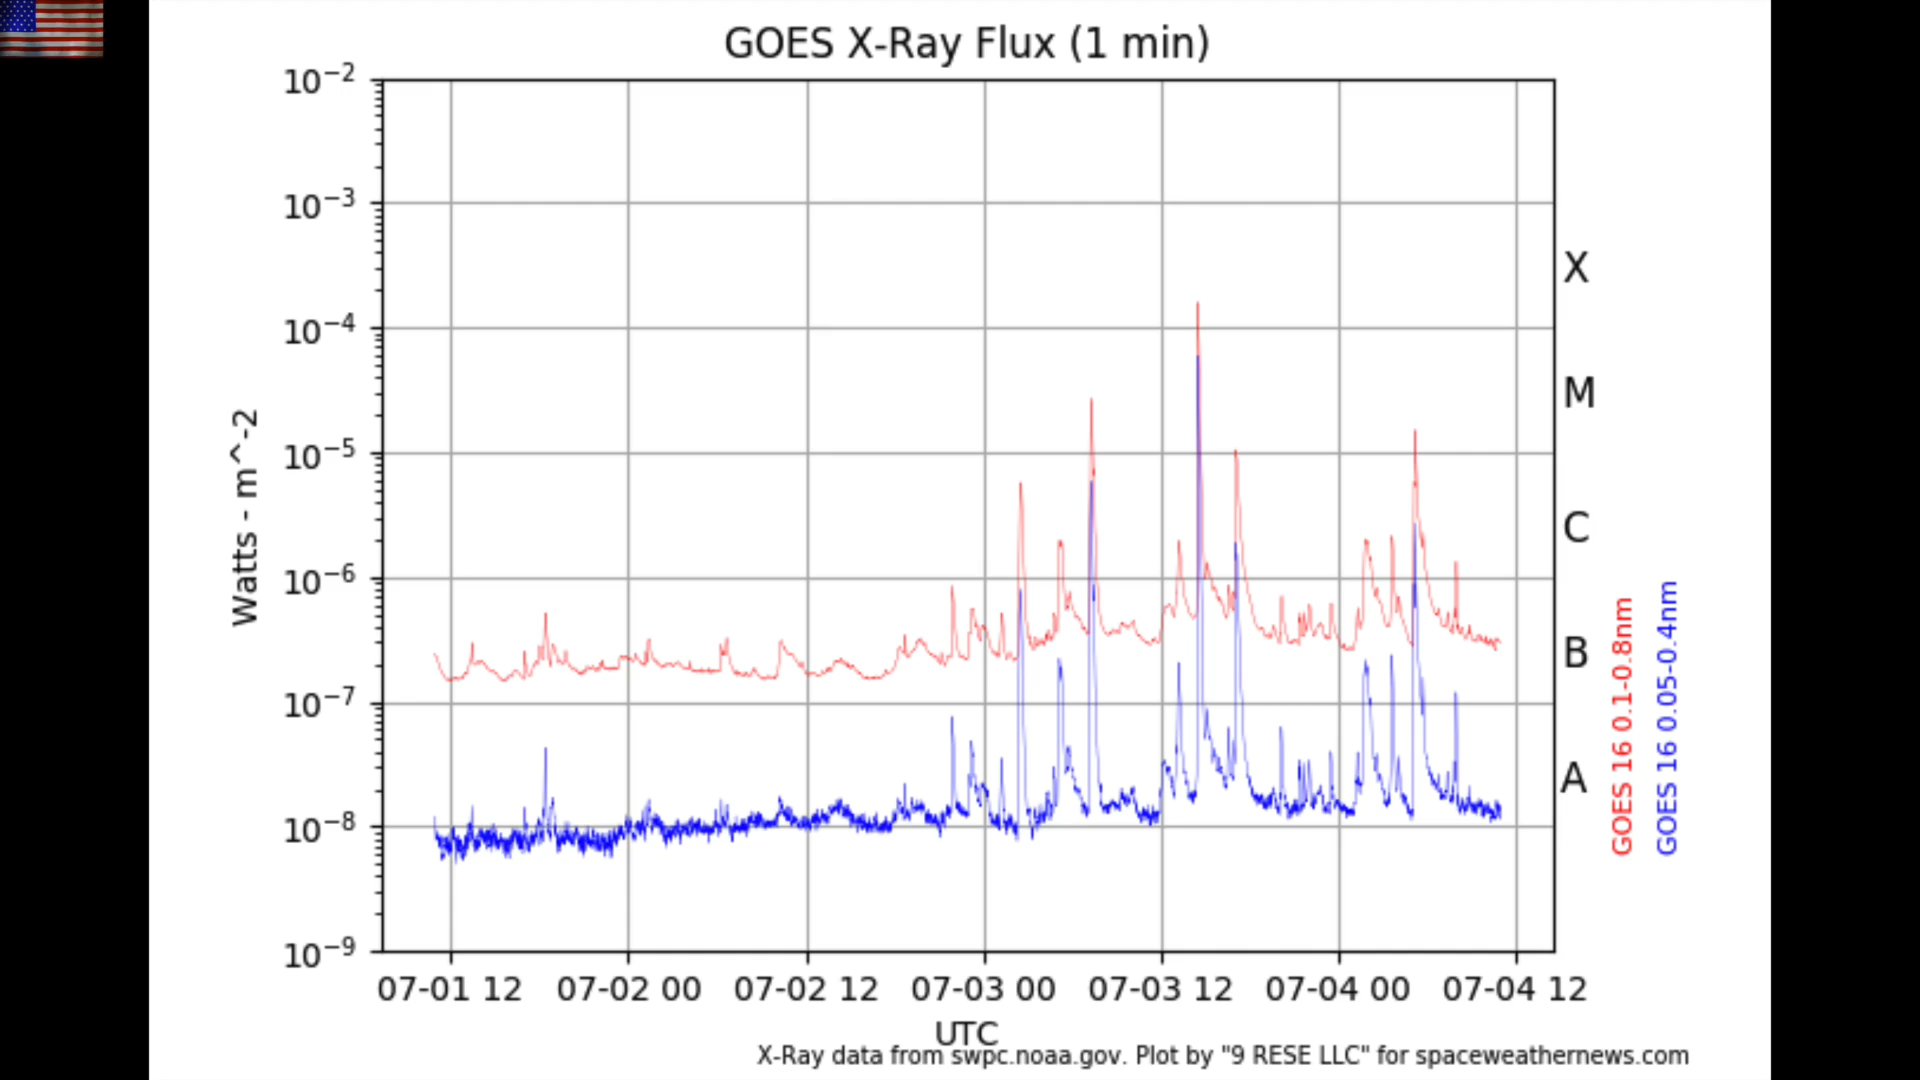 GOES X-Ray Flux (1 min)
10−2
10−3
10−4
10−5
10−6
10−7
10−8
10−9
Watts - m^-2
X
M
C
B
A
GOES 16 0.1-0.8nm
GOES 16 0.05-0.4nm
07-01 12 07-02 00 07-02 12 07-03 00 07-03 12 07-04 00 07-04 12
UTC
X-Ray data from swpc.noaa.gov. Plot by "9 RESE LLC" for spaceweathernews.com